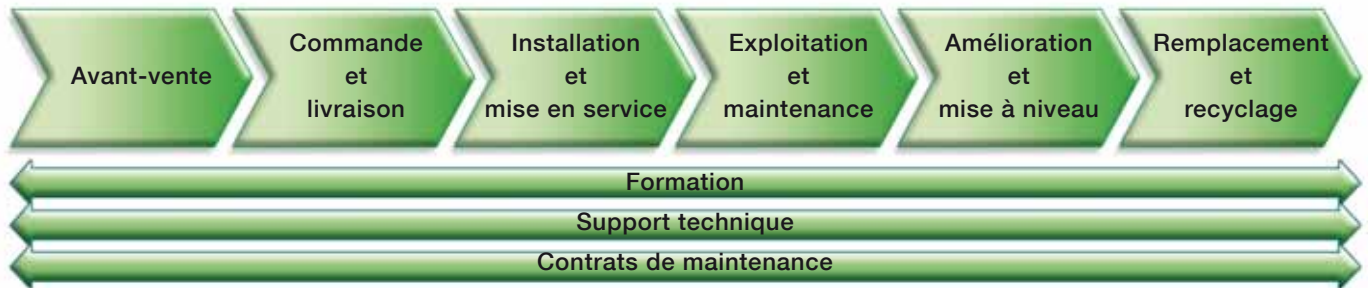 Avant-vente
Commande
et
livraison
Installation
et
mise en service
Exploitation
et
maintenance
Amélioration
et
mise à niveau
Remplacement
et
recyclage
Formation
Support technique
Contrats de maintenance